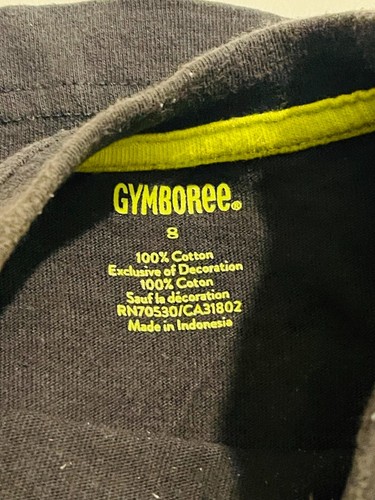 GYMBOREE®
8
100% Cotton
Exclusive of Decoration
100% Coton
Sauf la décoration
RN70530/CA31802
Made in Indonesia